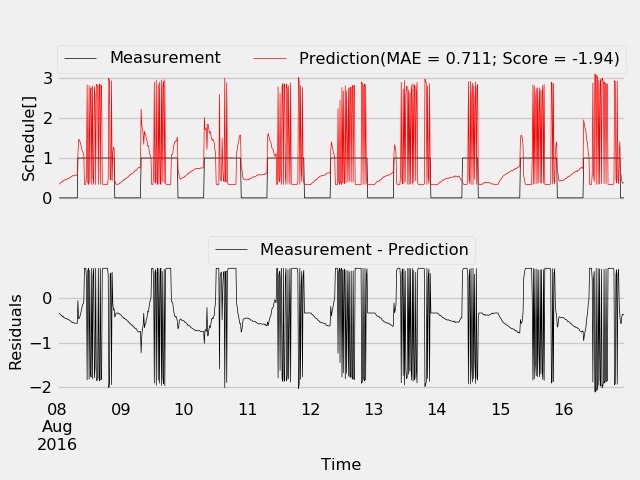 Measurement
Prediction(MAE = 0.711; Score = -1.94)
Schedule[]
3
2
1
0
Measurement - Prediction
Residuals
0
−1
−2
08 09 10 11 12 13 14 15 16
Aug
2016
Time